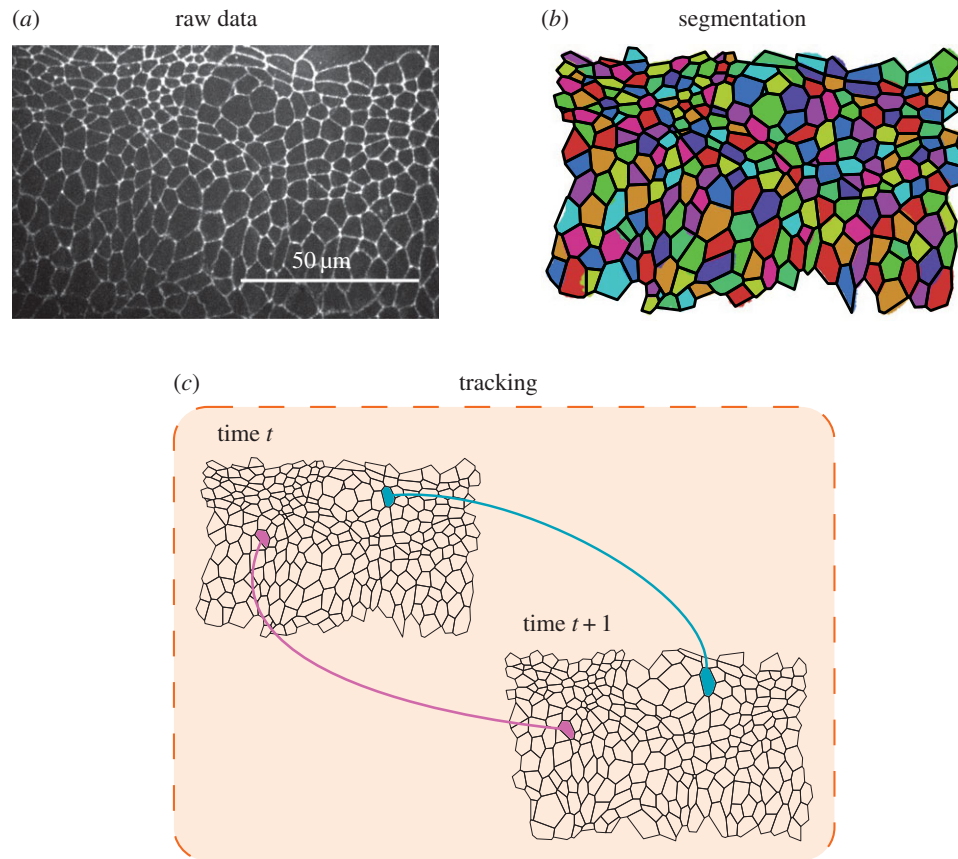 (a) raw data
(b) segmentation
50 µm
(c) tracking
time t
time t + 1